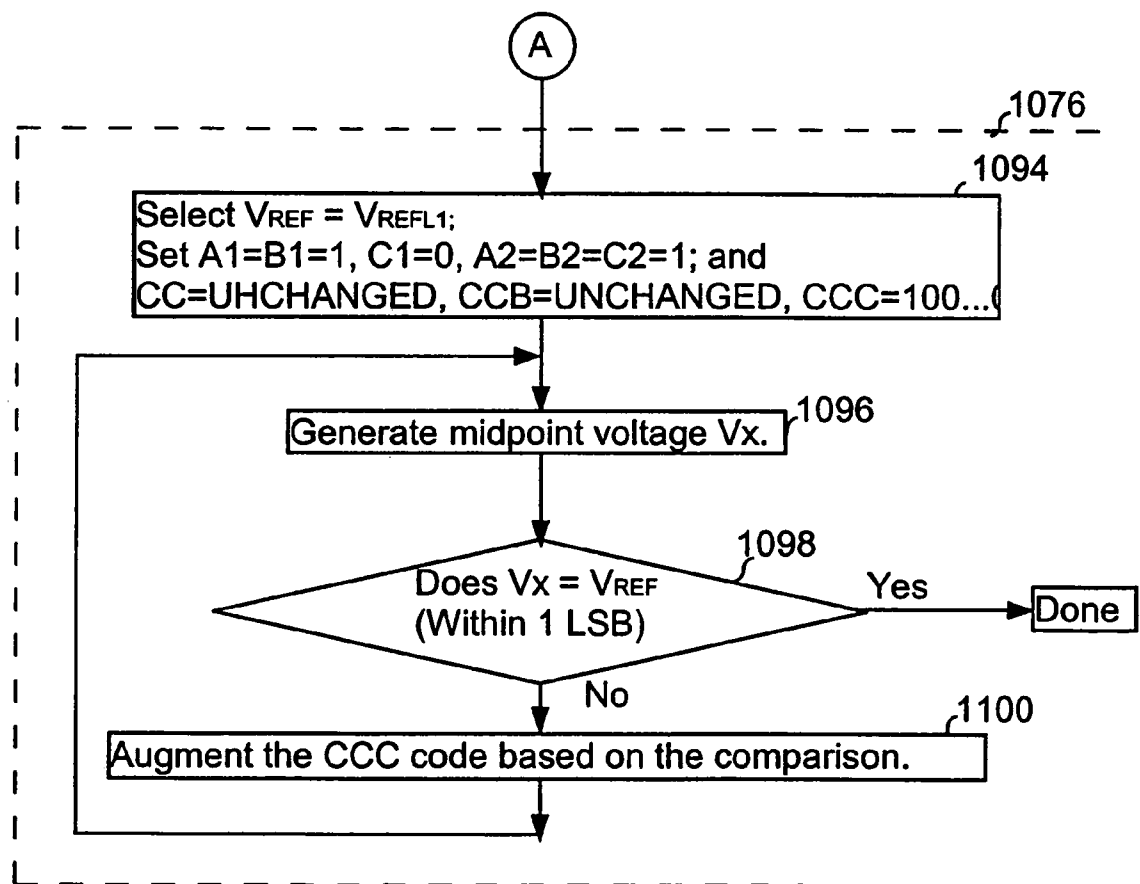 A
1076
1094
Select VREF = VREFL1;
Set A1=B1=1, C1=0, A2=B2=C2=1; and
CC=UHCHANGED, CCB=UNCHANGED, CCC=100...(
1096
Generate midpoint voltage Vx.
1098
Does Vx = VREF
(Within 1 LSB)
Yes
Done
No
1100
Augment the CCC code based on the comparison.